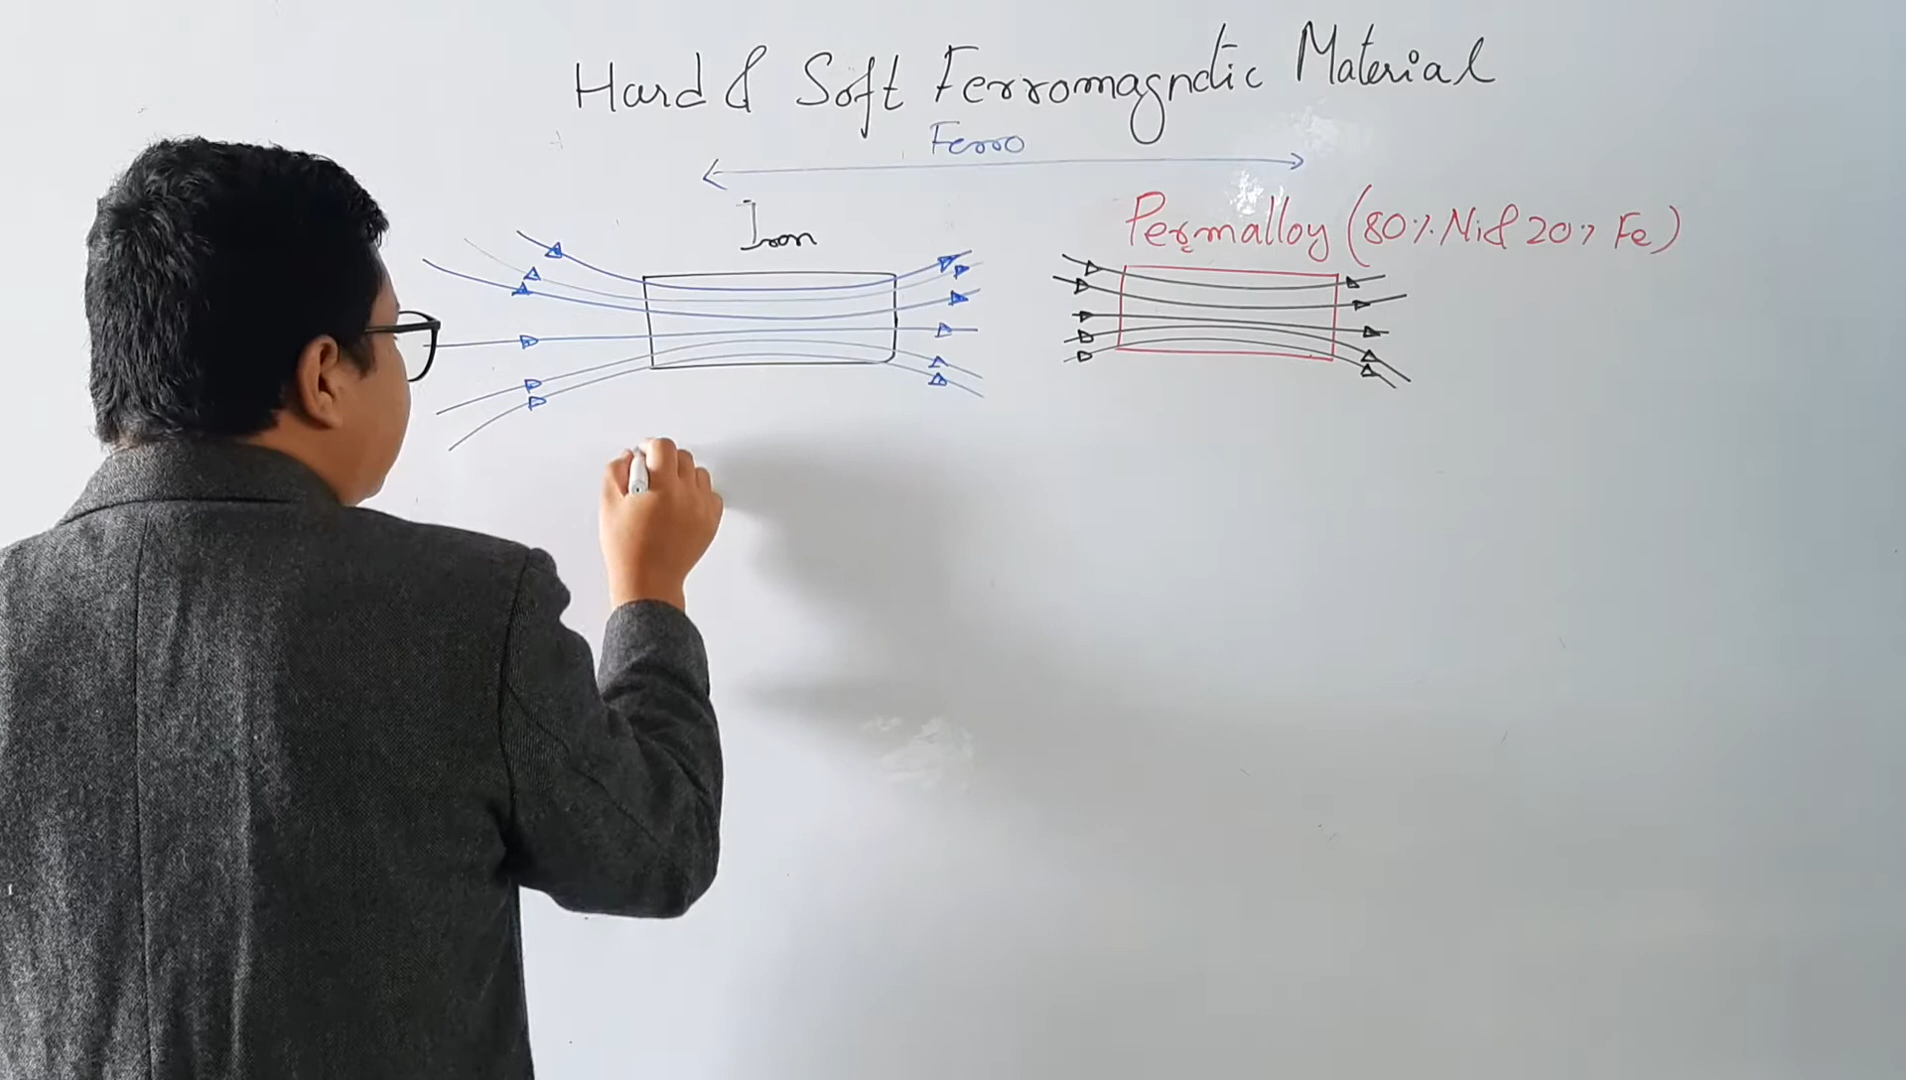 Hard & Soft Ferromagnetic Material
Ferro
Iron
Permalloy (80% Ni & 20% Fe)